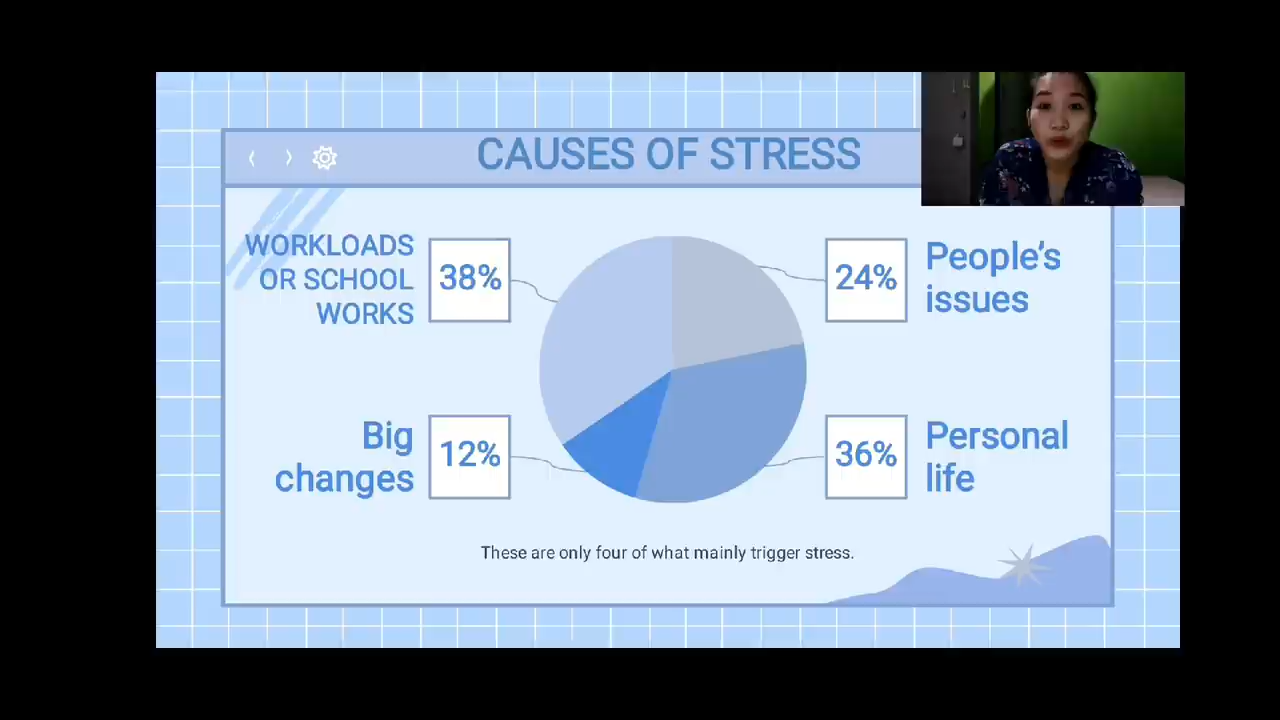 CAUSES OF STRESS
WORKLOADS
OR SCHOOL
WORKS
38%
24%
People's
issues
Big
changes
12%
36%
Personal
life
These are only four of what mainly trigger stress.